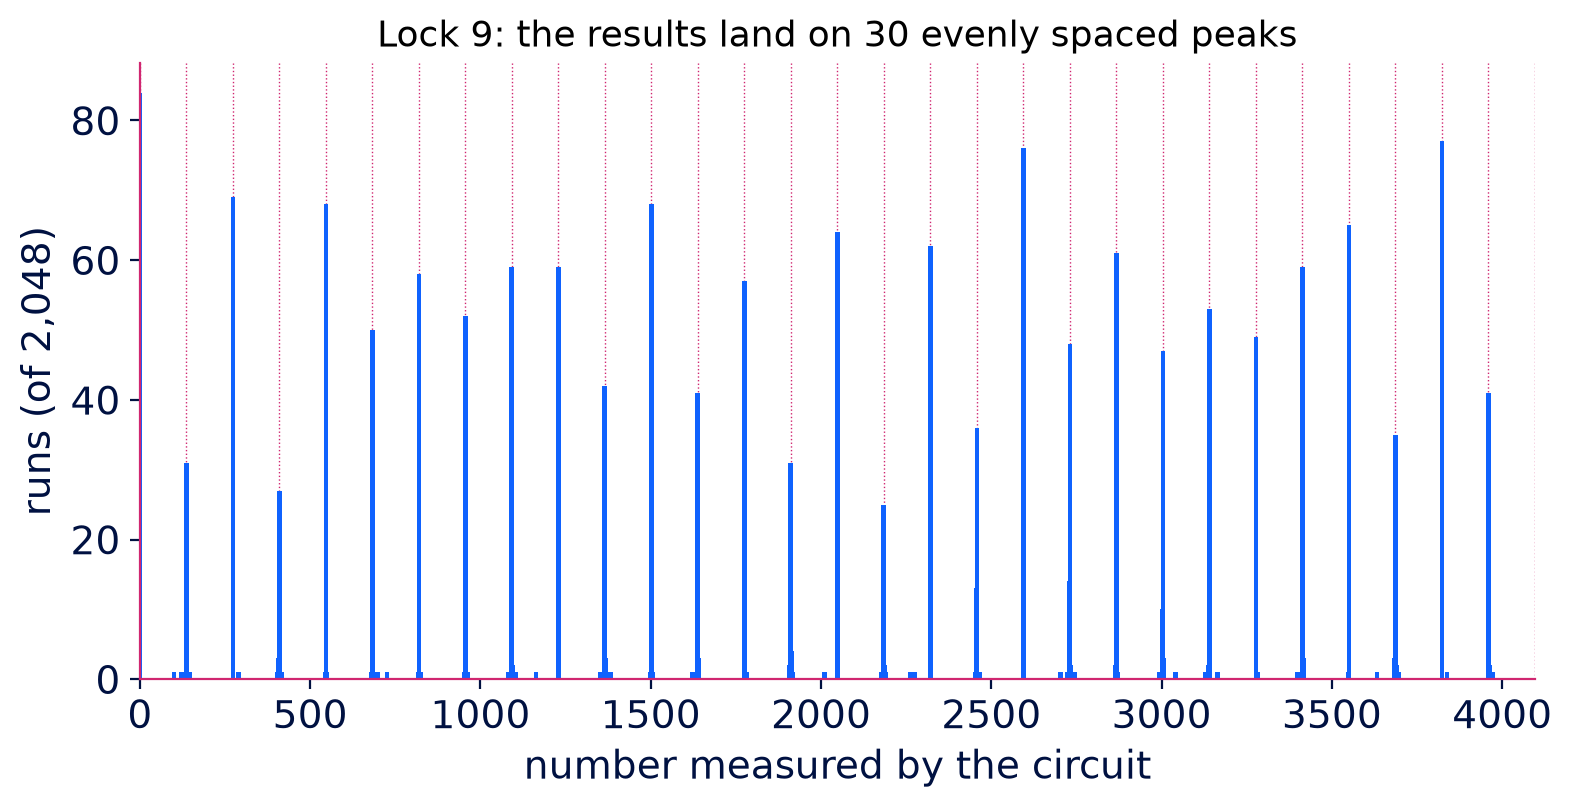 Lock 9: the results land on 30 evenly spaced peaks
runs (of 2,048)
80
60
40
20
0
0 500 1000 1500 2000 2500 3000 3500 4000
number measured by the circuit